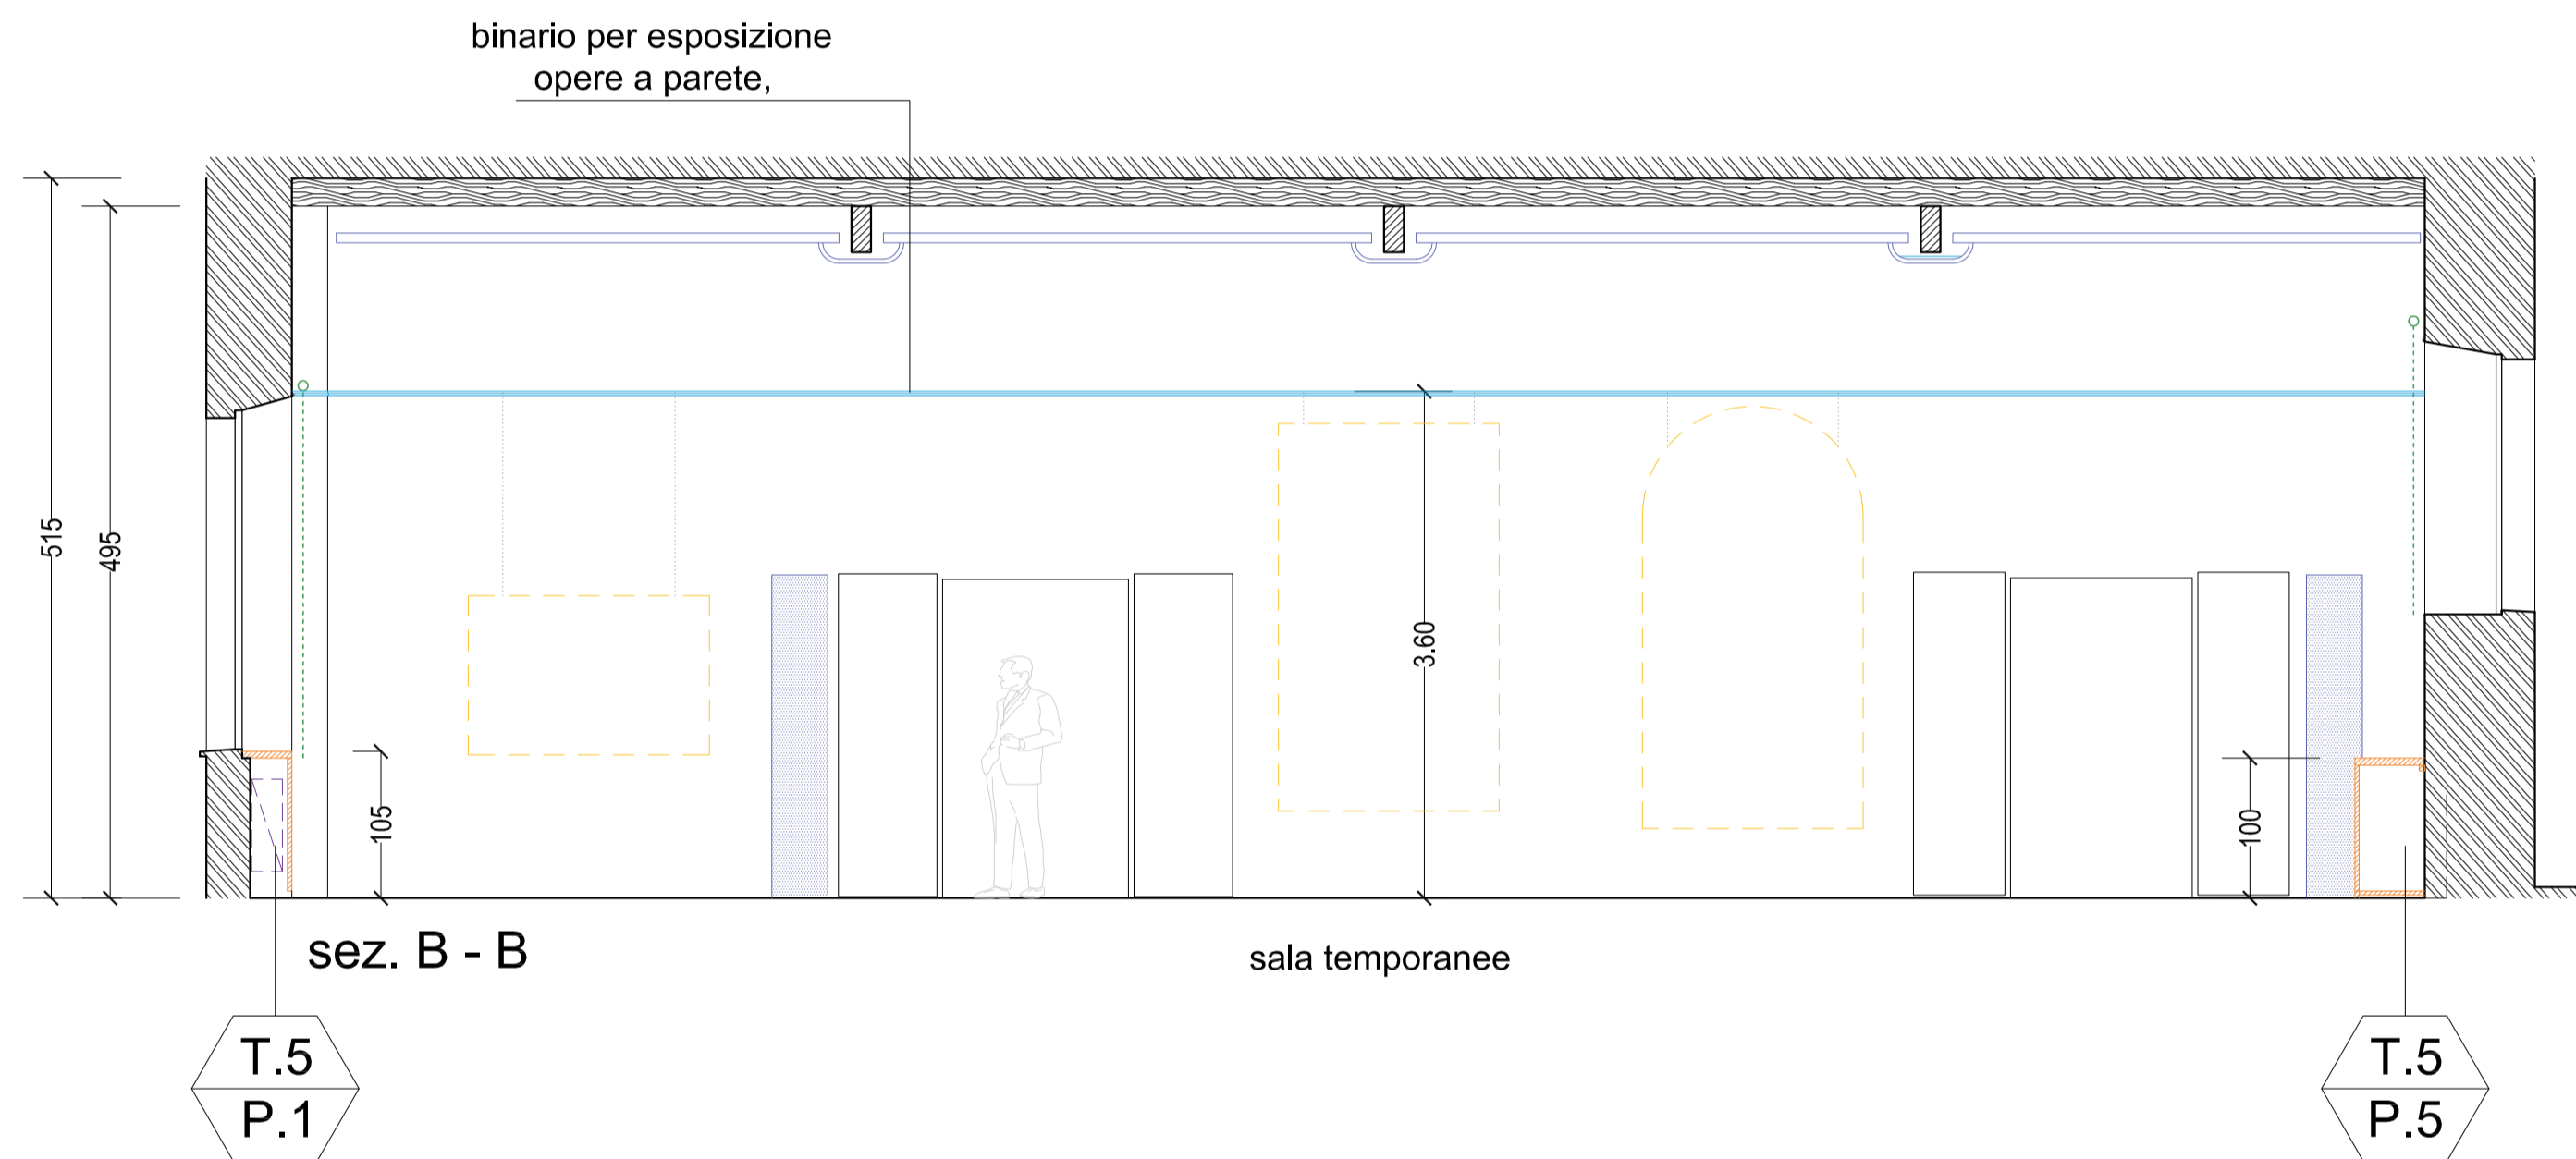 binario per esposizione
opere a parete,
515
495
3.60
105
100
sez. B - B
sala temporanee
T.5
P.1
T.5
P.5